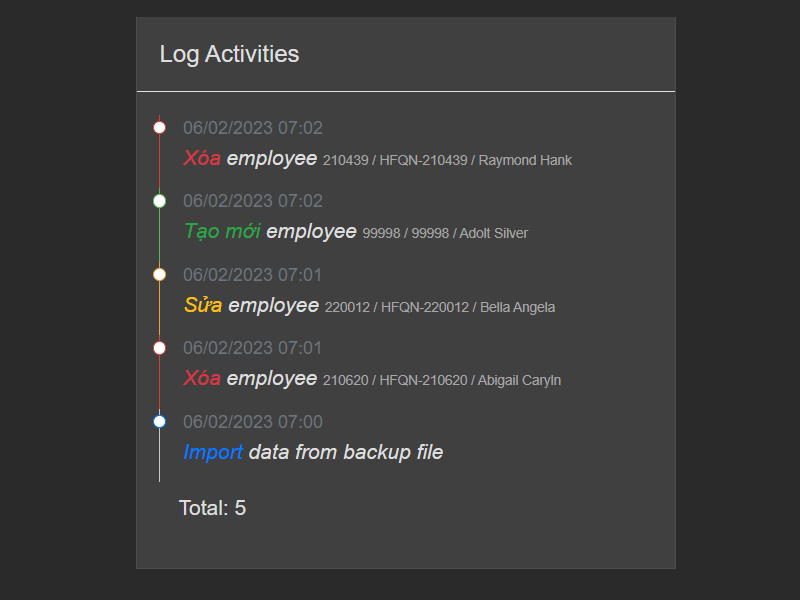 Log Activities
06/02/2023 07:02
Xóa employee 210439 / HFQN-210439 / Raymond Hank
06/02/2023 07:02
Tạo mới employee 99998 / 99998 / Adolt Silver
06/02/2023 07:01
Sửa employee 220012 / HFQN-220012 / Bella Angela
06/02/2023 07:01
Xóa employee 210620 / HFQN-210620 / Abigail Caryln
06/02/2023 07:00
Import data from backup file
Total: 5